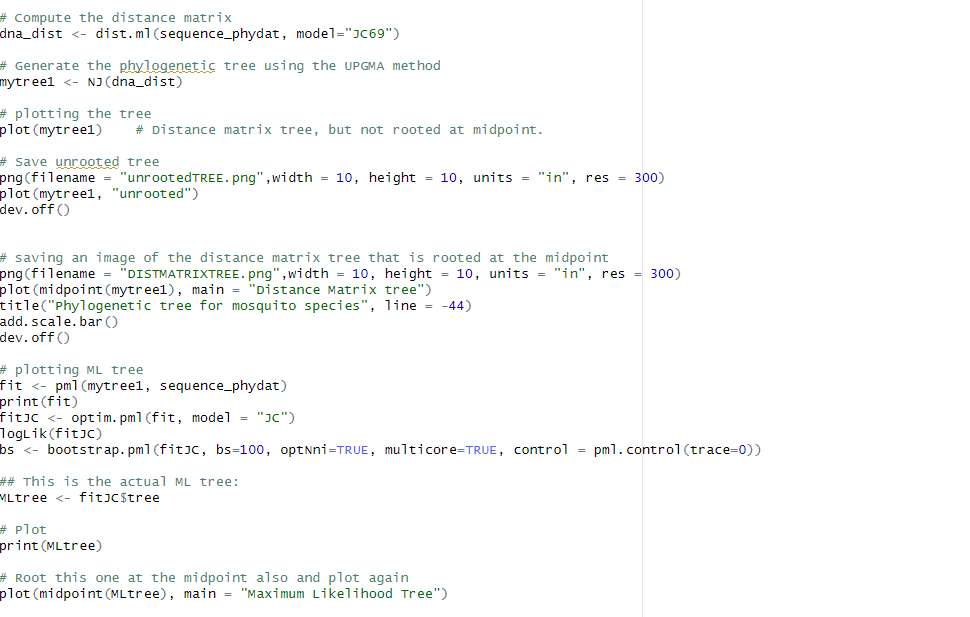 # Compute the distance matrix
dna_dist <- dist.ml(sequence_phydat, model="JC69")
# Generate the phylogenetic tree using the UPGMA method
mytree1 <- NJ(dna_dist)
# plotting the tree
plot(mytree1)    # Distance matrix tree, but not rooted at midpoint.
# Save unrooted tree
png(filename = "unrootedTREE.png",width = 10, height = 10, units = "in", res = 300)
plot(mytree1, "unrooted")
dev.off()
# saving an image of the distance matrix tree that is rooted at the midpoint
png(filename = "DISTMATRIXTREE.png",width = 10, height = 10, units = "in", res = 300)
plot(midpoint(mytree1), main = "Distance Matrix tree")
title("Phylogenetic tree for mosquito species", line = -44)
add.scale.bar()
dev.off()
# plotting ML tree
fit <- pml(mytree1, sequence_phydat)
print(fit)
fitJC <- optim.pml(fit, model = "JC")
logLik(fitJC)
bs <- bootstrap.pml(fitJC, bs=100, optNni=TRUE, multicore=TRUE, control = pml.control(trace=0))
## This is the actual ML tree:
MLtree <- fitJC$tree
# Plot
print(MLtree)
# Root this one at the midpoint also and plot again
plot(midpoint(MLtree), main = "Maximum Likelihood Tree")